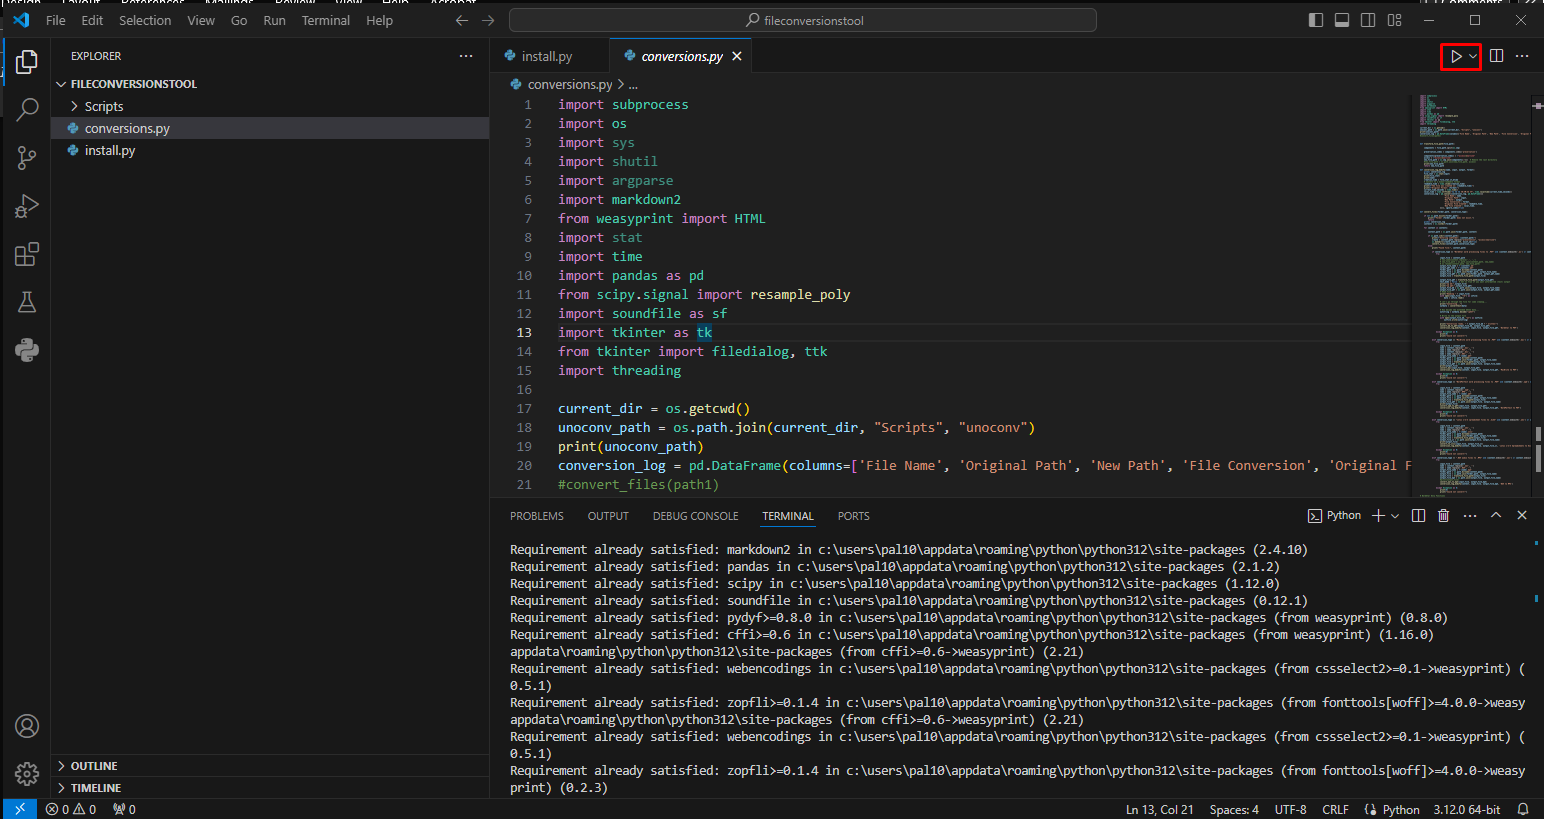 File Edit Selection View Go Run Terminal Help
fileconversionstool
EXPLORER
FILECONVERSIONSTOOL
Scripts
conversions.py
install.py
OUTLINE
TIMELINE
install.py
conversions.py
conversions.py > ...
1 import subprocess
2 import os
3 import sys
4 import shutil
5 import argparse
6 import markdown2
7 from weasyprint import HTML
8 import stat
9 import time
10 import pandas as pd
11 from scipy.signal import resample_poly
12 import soundfile as sf
13 import tkinter as tk
14 from tkinter import filedialog, ttk
15 import threading
16
17 current_dir = os.getcwd()
18 unoconv_path = os.path.join(current_dir, "Scripts", "unoconv")
19 print(unoconv_path)
20 conversion_log = pd.DataFrame(columns=['File Name', 'Original Path', 'New Path', 'File Conversion', 'Original F
21 #convert_files(path1)
PROBLEMS OUTPUT DEBUG CONSOLE TERMINAL PORTS
Python
Requirement already satisfied: markdown2 in c:\users\pal10\appdata\roaming\python\python312\site-packages (2.4.10)
Requirement already satisfied: pandas in c:\users\pal10\appdata\roaming\python\python312\site-packages (2.1.2)
Requirement already satisfied: scipy in c:\users\pal10\appdata\roaming\python\python312\site-packages (1.12.0)
Requirement already satisfied: soundfile in c:\users\pal10\appdata\roaming\python\python312\site-packages (0.12.1)
Requirement already satisfied: pydyf>=0.8.0 in c:\users\pal10\appdata\roaming\python\python312\site-packages (from weasyprint) (0.8.0)
Requirement already satisfied: cffi>=0.6 in c:\users\pal10\appdata\roaming\python\python312\site-packages (from weasyprint) (1.16.0)
appdata\roaming\python\python312\site-packages (from cffi>=0.6->weasyprint) (2.21)
Requirement already satisfied: webencodings in c:\users\pal10\appdata\roaming\python\python312\site-packages (from cssselect2>=0.1->weasyprint) (
0.5.1)
Requirement already satisfied: zopfli>=0.1.4 in c:\users\pal10\appdata\roaming\python\python312\site-packages (from fonttools[woff]>=4.0.0->weasy
appdata\roaming\python\python312\site-packages (from cffi>=0.6->weasyprint) (2.21)
Requirement already satisfied: webencodings in c:\users\pal10\appdata\roaming\python\python312\site-packages (from cssselect2>=0.1->weasyprint) (
0.5.1)
Requirement already satisfied: zopfli>=0.1.4 in c:\users\pal10\appdata\roaming\python\python312\site-packages (from fonttools[woff]>=4.0.0->weasy
print) (0.2.3)
0 0 0
Ln 13, Col 21 Spaces: 4 UTF-8 CRLF Python 3.12.0 64-bit